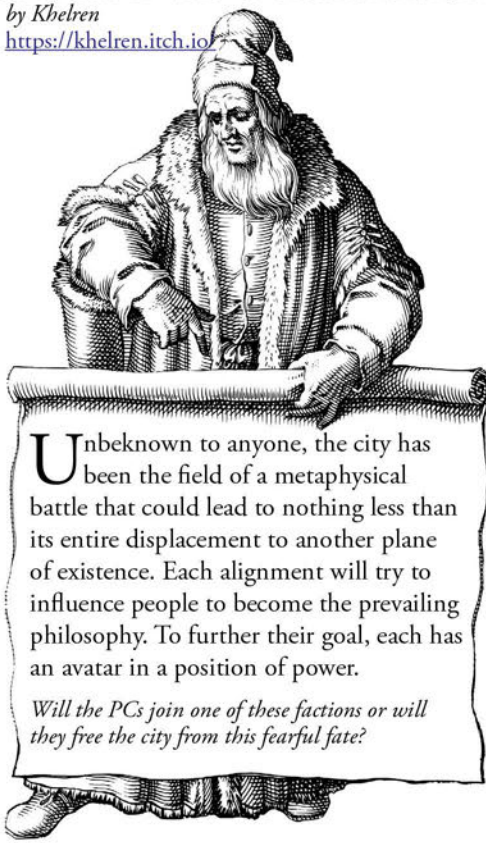 by Khelren
https://khelren.itch.io/
Unbeknown to anyone, the city has
been the field of a metaphysical
battle that could lead to nothing less than
its entire displacement to another plane
of existence. Each alignment will try to
influence people to become the prevailing
philosophy. To further their goal, each has
an avatar in a position of power.
Will the PCs join one of these factions or will
they free the city from this fearful fate?